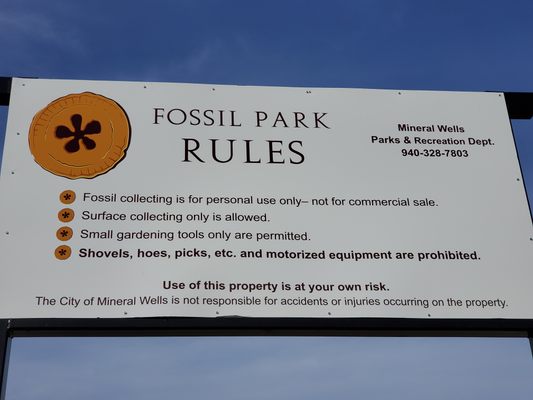 FOSSIL PARK
RULES
Mineral Wells
Parks & Recreation Dept.
940-328-7803
Fossil collecting is for personal use only– not for commercial sale.
Surface collecting only is allowed.
Small gardening tools only are permitted.
Shovels, hoes, picks, etc. and motorized equipment are prohibited.
Use of this property is at your own risk.
The City of Mineral Wells is not responsible for accidents or injuries occurring on the property.